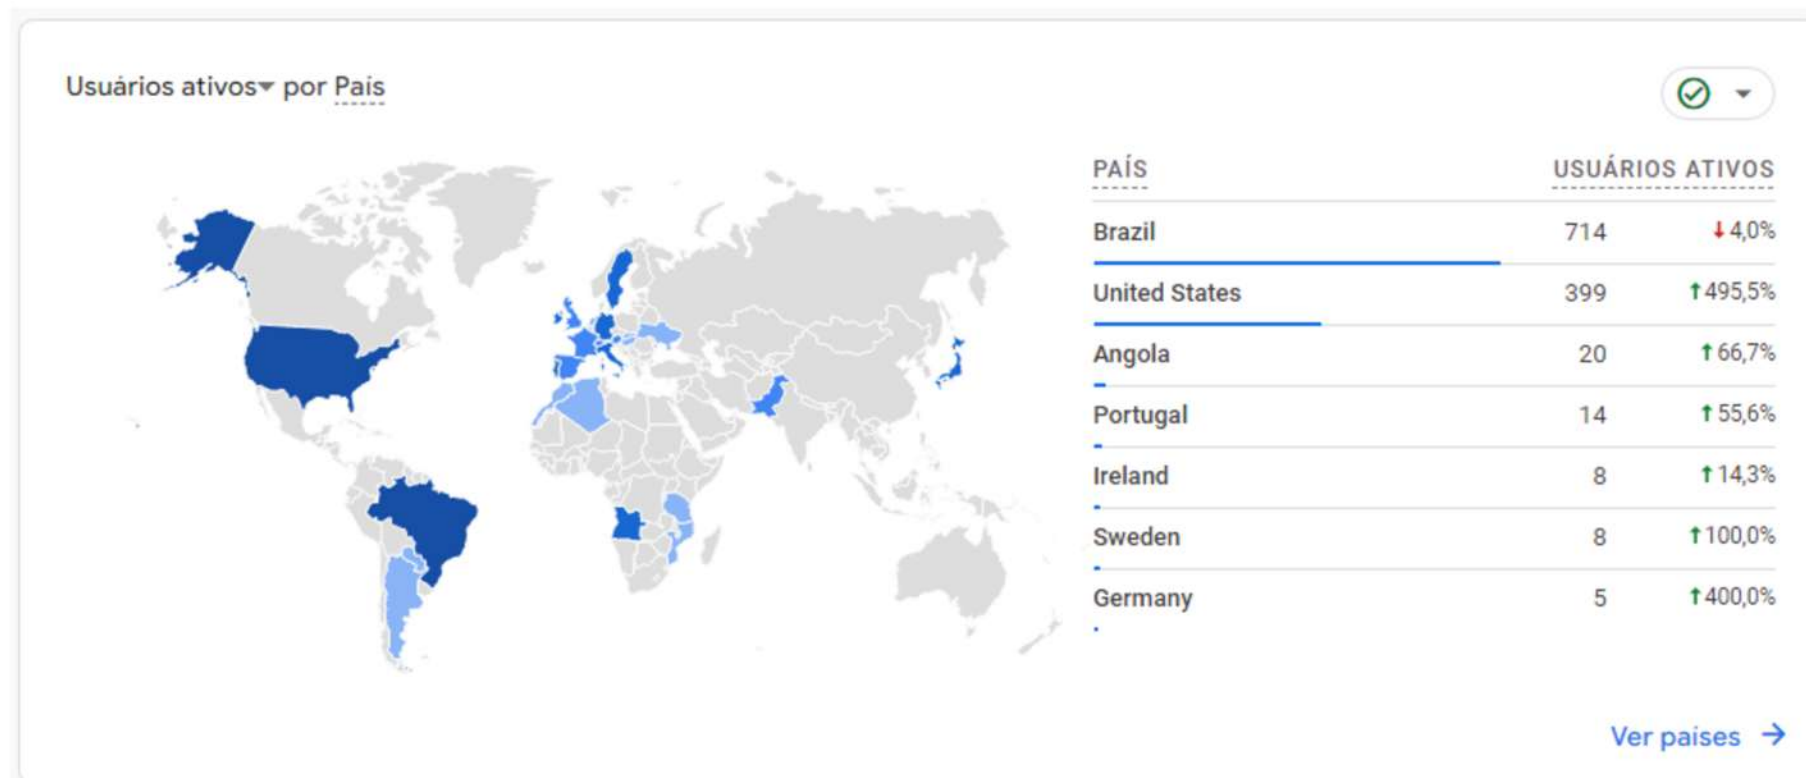 Usuários ativos por País
PAÍS USUÁRIOS ATIVOS
Brazil 714 ↓ 4,0%
United States 399 ↑ 495,5%
Angola 20 ↑ 66,7%
Portugal 14 ↑ 55,6%
Ireland 8 ↑ 14,3%
Sweden 8 ↑ 100,0%
Germany 5 ↑ 400,0%
Ver países →